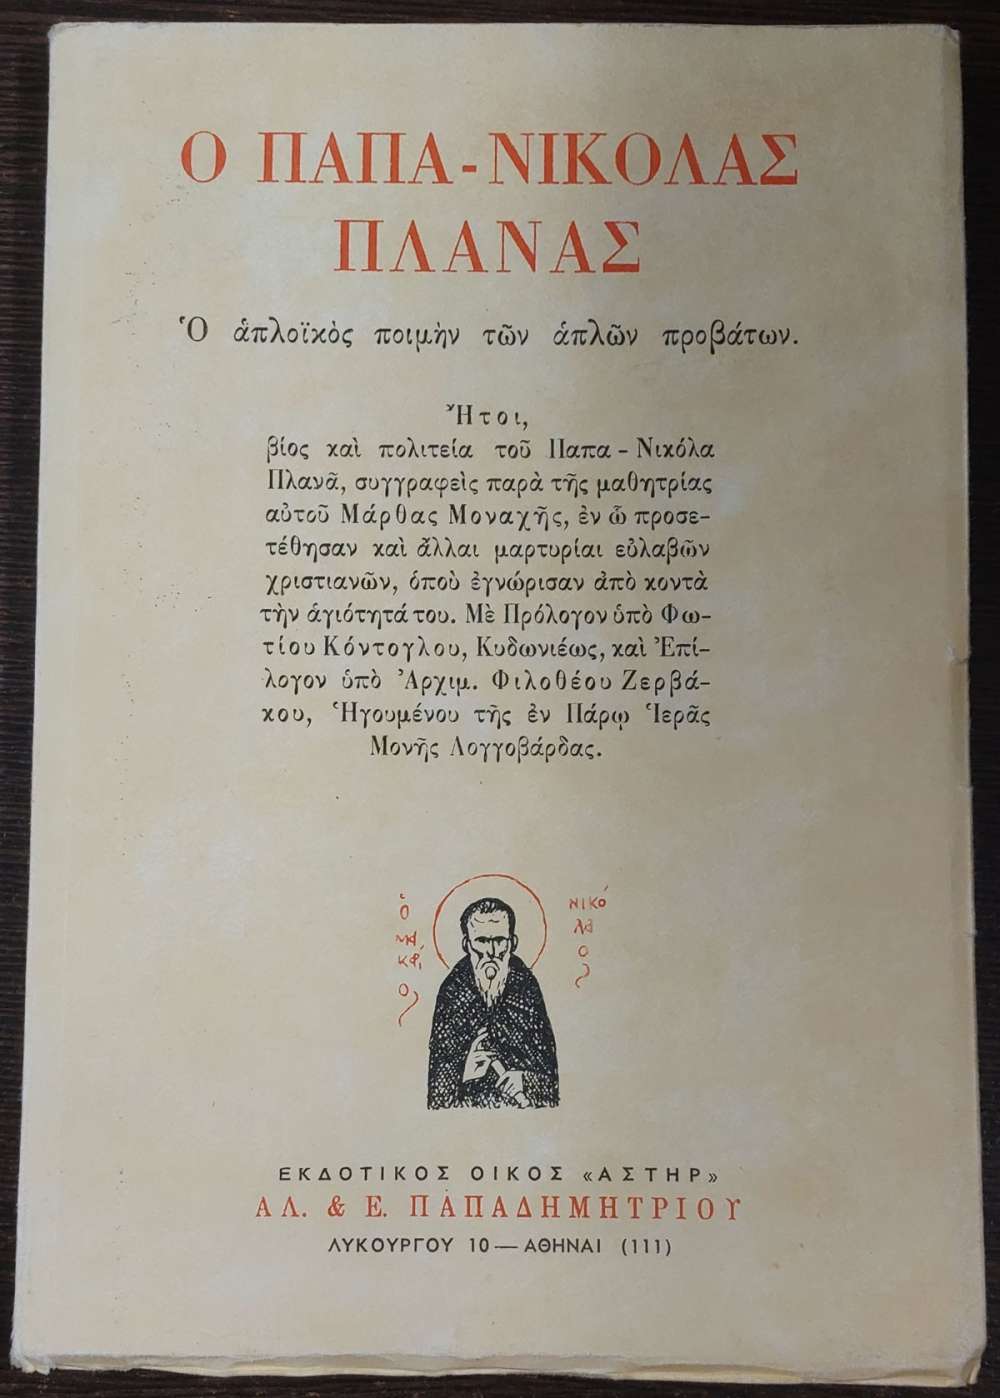 Ο ΠΑΠΑ-ΝΙΚΟΛΑΣ
ΠΛΑΝΑΣ
Ὁ ἁπλοϊκὸς ποιμὴν τῶν ἁπλῶν προβάτων.
Ἤτοι,
βίος καὶ πολιτεία τοῦ Παπα - Νικόλα
Πλανᾶ, συγγραφεὶς παρὰ τῆς μαθητρίας
αὐτοῦ Μάρθας Μοναχῆς, ἐν ᾧ προσε-
τέθησαν καὶ ἄλλαι μαρτυρίαι εὐλαβῶν
χριστιανῶν, ὁποὺ ἐγνώρισαν ἀπὸ κοντὰ
τὴν ἁγιότητά του. Μὲ Πρόλογον ὑπὸ Φω-
τίου Κόντογλου, Κυδωνιέως, καὶ Ἐπί-
λογον ὑπὸ Ἀρχιμ. Φιλοθέου Ζερβά-
κου, Ἡγουμένου τῆς ἐν Πάρῳ Ἱερᾶς
Μονῆς Λογγοβάρδας.
ὁ
μα
κάρι
ος
ΝΙΚό
λα
ο
ς
ΕΚΔΟΤΙΚΟΣ ΟΙΚΟΣ «ΑΣΤΗΡ»
ΑΛ. & Ε. ΠΑΠΑΔΗΜΗΤΡΙΟΥ
ΛΥΚΟΥΡΓΟΥ 10 — ΑΘΗΝΑΙ (111)